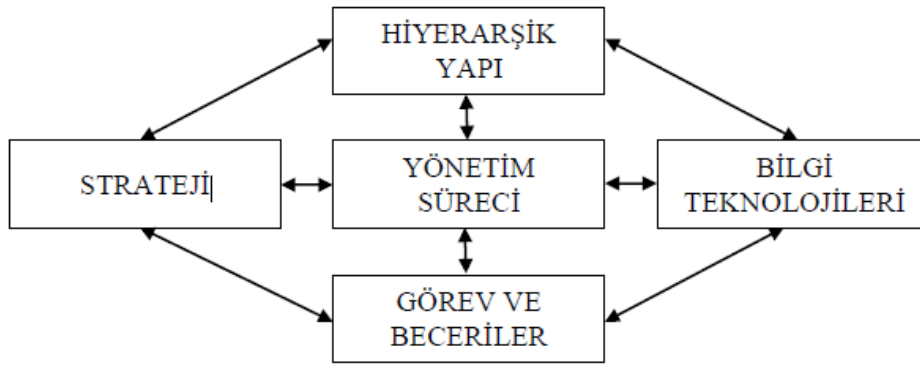 HİYERARŞİK
YAPI
STRATEJİ
YÖNETİM
SÜRECİ
BİLGİ
TEKNOLOJİLERİ
GÖREV VE
BECERİLER